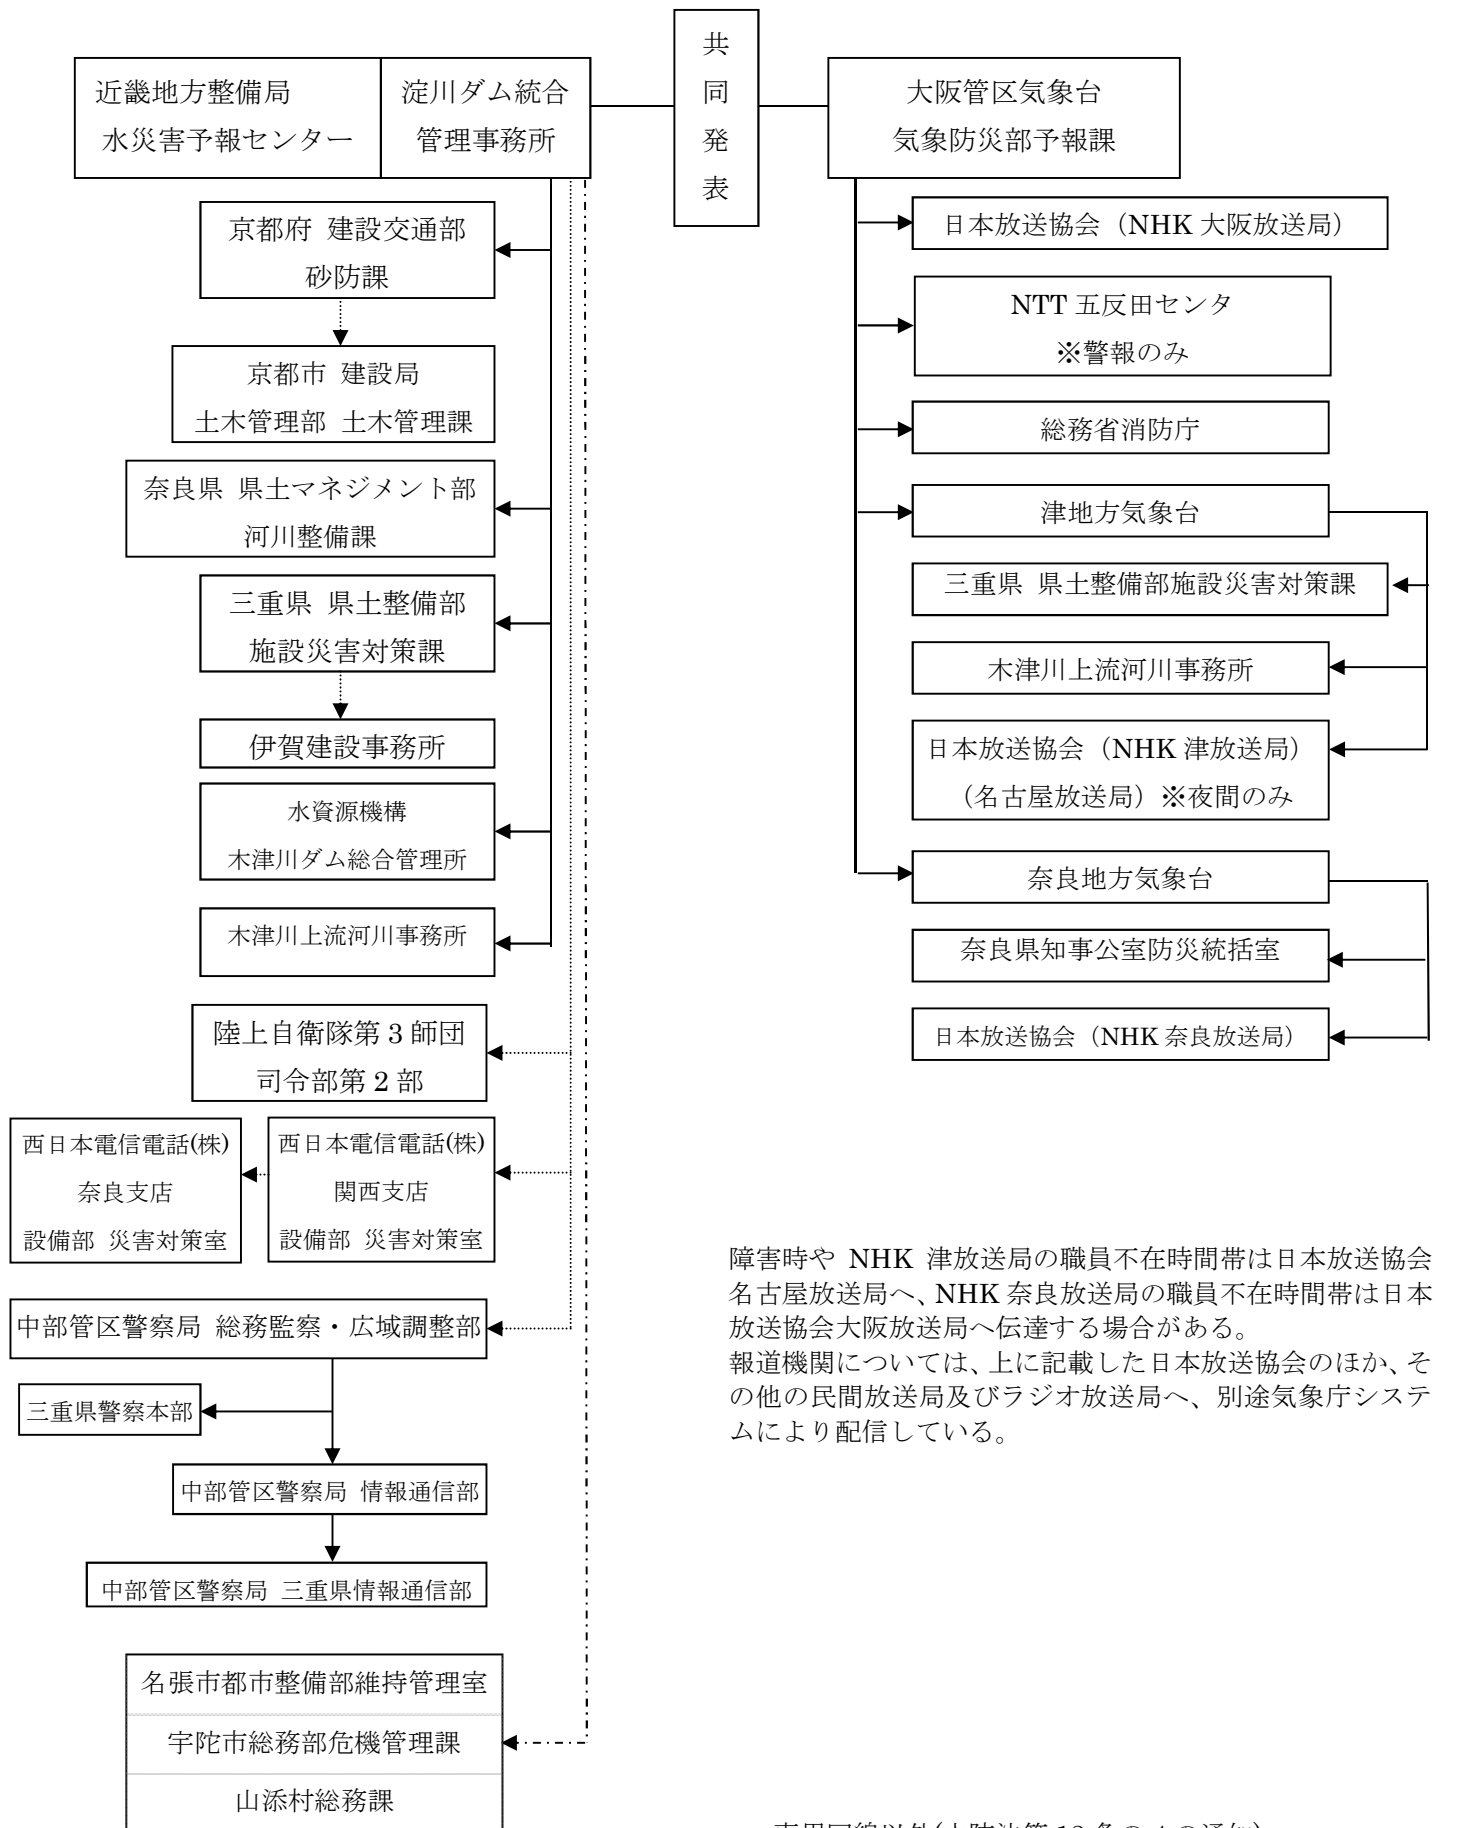 共
同
発
表
近畿地方整備局
水災害予報センター
淀川ダム統合
管理事務所
大阪管区気象台
気象防災部予報課
京都府 建設交通部
砂防課
京都市 建設局
土木管理部 土木管理課
奈良県 県土マネジメント部
河川整備課
三重県 県土整備部
施設災害対策課
伊賀建設事務所
水資源機構
木津川ダム総合管理所
木津川上流河川事務所
陸上自衛隊第3師団
司令部第2部
西日本電信電話(株)
奈良支店
設備部 災害対策室
西日本電信電話(株)
関西支店
設備部 災害対策室
中部管区警察局 総務監察・広域調整部
三重県警察本部
中部管区警察局 情報通信部
中部管区警察局 三重県情報通信部
名張市都市整備部維持管理室
宇陀市総務部危機管理課
山添村総務課
日本放送協会（NHK大阪放送局）
NTT五反田センタ
※警報のみ
総務省消防庁
津地方気象台
三重県 県土整備部施設災害対策課
木津川上流河川事務所
日本放送協会（NHK津放送局）
（名古屋放送局）※夜間のみ
奈良地方気象台
奈良県知事公室防災統括室
日本放送協会（NHK奈良放送局）
障害時や NHK 津放送局の職員不在時間帯は日本放送協会
名古屋放送局へ、NHK奈良放送局の職員不在時間帯は日本
放送協会大阪放送局へ伝達する場合がある。
報道機関については、上に記載した日本放送協会のほか、そ
の他の民間放送局及びラジオ放送局へ、別途気象庁システ
ムにより配信している。